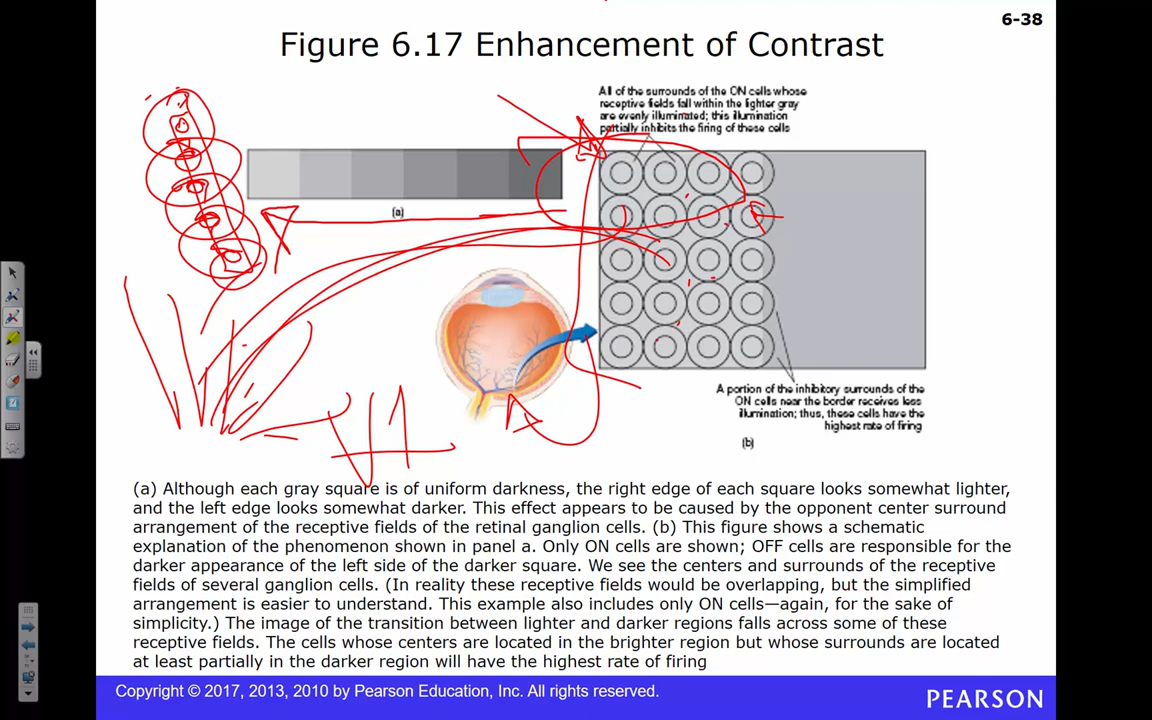 6-38
Figure 6.17 Enhancement of Contrast
All of the surrounds of the ON cells whose
receptive fields fall within the lighter gray
are evenly illuminated; this illumination
partially inhibits the firing of these cells
(a)
A portion of the inhibitory surrounds of the
ON cells near the border receives less
illumination; thus, these cells have the
highest rate of firing
(b)
V1
(a) Although each gray square is of uniform darkness, the right edge of each square looks somewhat lighter,
and the left edge looks somewhat darker. This effect appears to be caused by the opponent center surround
arrangement of the receptive fields of the retinal ganglion cells. (b) This figure shows a schematic
explanation of the phenomenon shown in panel a. Only ON cells are shown; OFF cells are responsible for the
darker appearance of the left side of the darker square. We see the centers and surrounds of the receptive
fields of several ganglion cells. (In reality these receptive fields would be overlapping, but the simplified
arrangement is easier to understand. This example also includes only ON cells—again, for the sake of
simplicity.) The image of the transition between lighter and darker regions falls across some of these
receptive fields. The cells whose centers are located in the brighter region but whose surrounds are located
at least partially in the darker region will have the highest rate of firing
Copyright © 2017, 2013, 2010 by Pearson Education, Inc. All rights reserved.
PEARSON